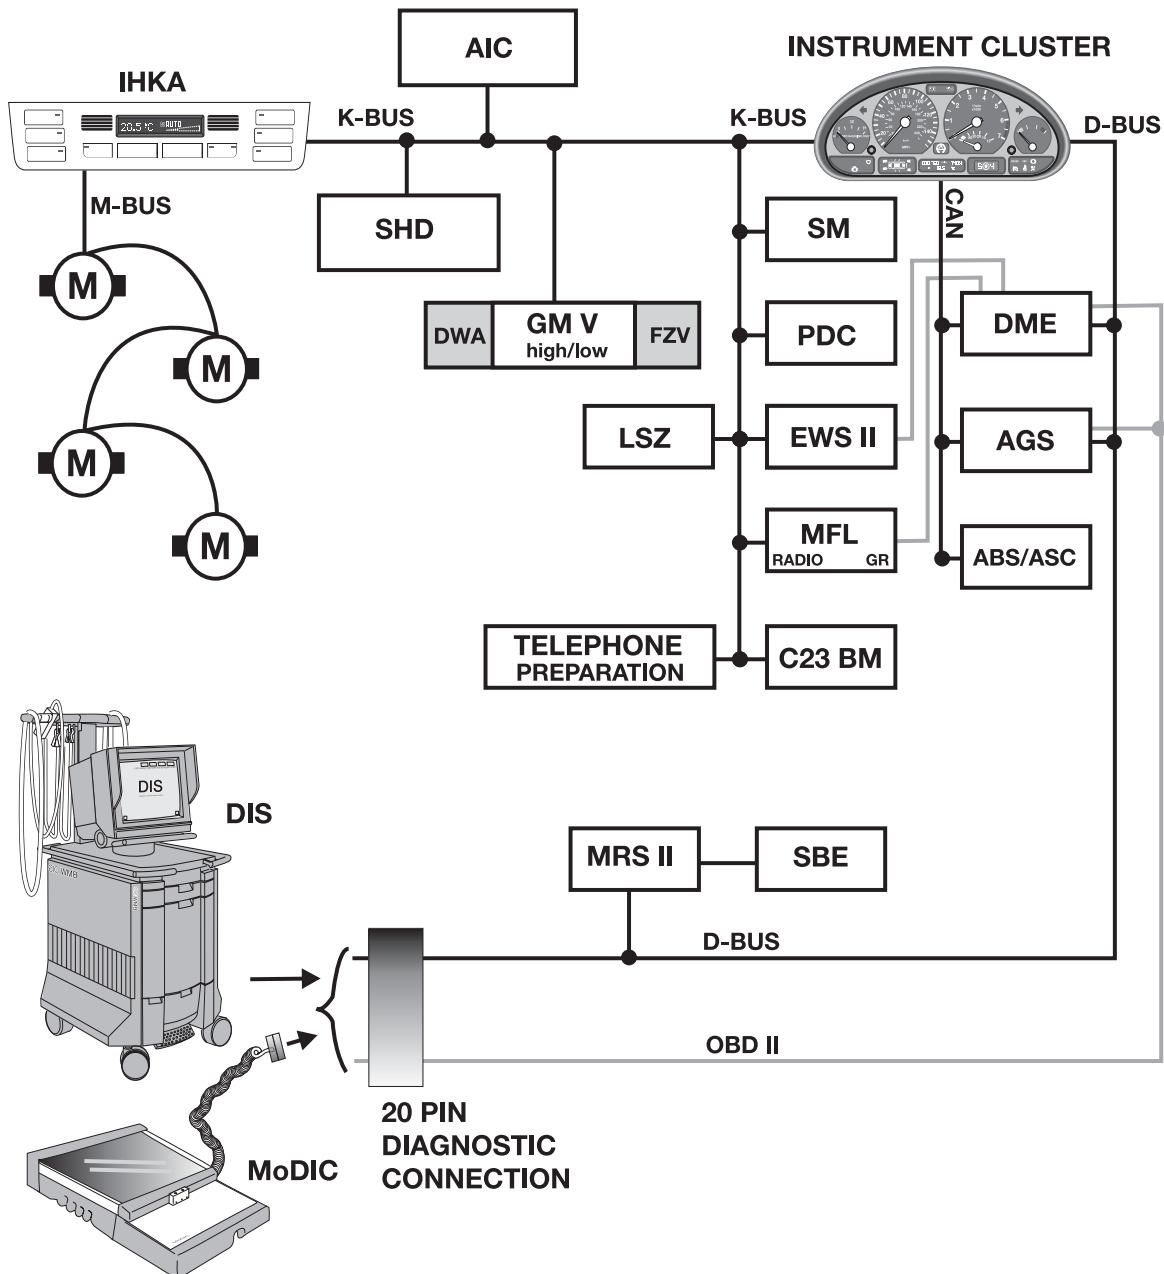 AIC
INSTRUMENT CLUSTER
IHKA
20.5°C AUTO
K-BUS
K-BUS
D-BUS
M-BUS
CAN
SHD
SM
M
DWA
GM V
high/low
FZV
PDC
DME
M
LSZ
EWS II
AGS
M
MFL
RADIO GR
ABS/ASC
M
TELEPHONE
PREPARATION
C23 BM
DIS
DIS
MRS II
SBE
D-BUS
OBD II
20 PIN
DIAGNOSTIC
CONNECTION
MoDIC